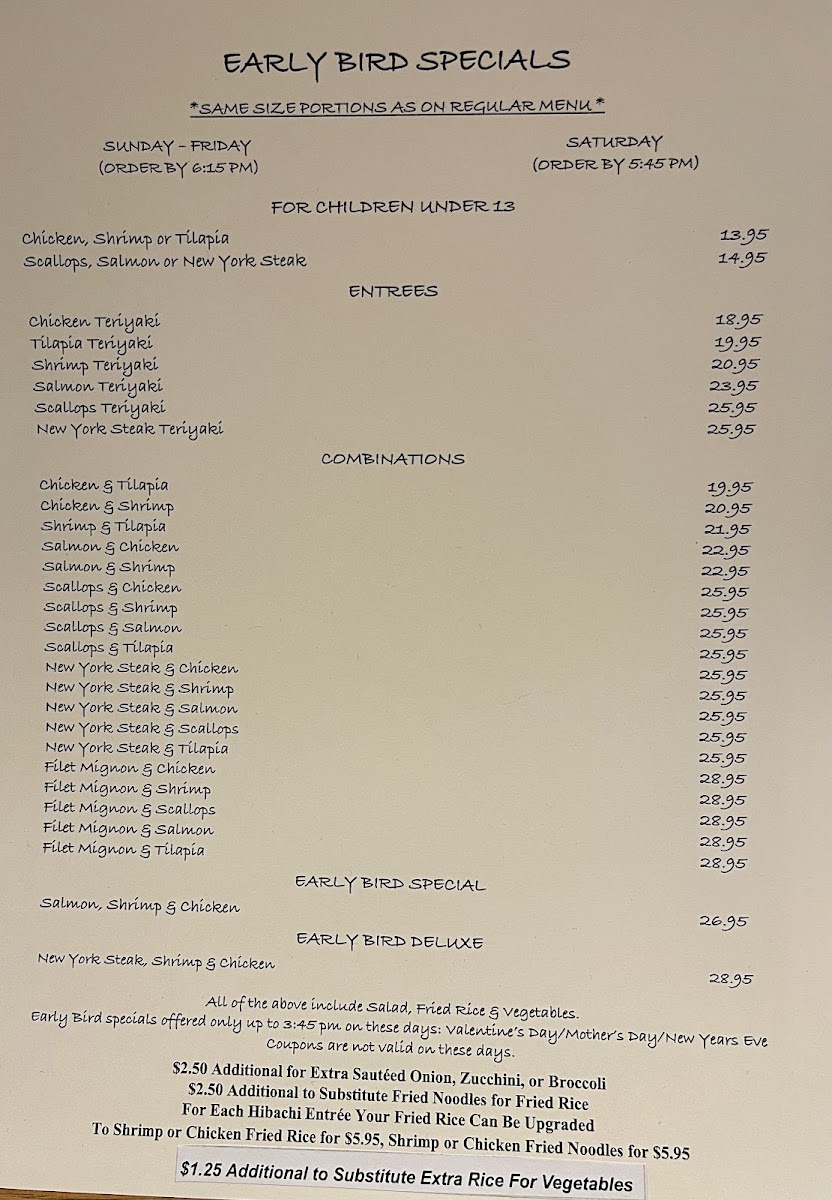 EARLY BIRD SPECIALS
*SAME SIZE PORTIONS AS ON REGULAR MENU*
SUNDAY - FRIDAY SATURDAY
(ORDER BY 6:15 PM) (ORDER BY 5:45 PM)
FOR CHILDREN UNDER 13
Chicken, Shrimp or Tilapia 13.95
Scallops, Salmon or New York Steak 14.95
ENTREES
Chicken Teriyaki 18.95
Tilapia Teriyaki 19.95
Shrimp Teriyaki 20.95
Salmon Teriyaki 23.95
Scallops Teriyaki 25.95
New York Steak Teriyaki 25.95
COMBINATIONS
Chicken & Tilapia 19.95
Chicken & Shrimp 20.95
Shrimp & Tilapia 21.95
Salmon & Chicken 22.95
Salmon & Shrimp 22.95
Scallops & Chicken 25.95
Scallops & Shrimp 25.95
Scallops & Salmon 25.95
Scallops & Tilapia 25.95
New York Steak & Chicken 25.95
New York Steak & Shrimp 25.95
New York Steak & Salmon 25.95
New York Steak & Scallops 25.95
New York Steak & Tilapia 25.95
Filet Mignon & Chicken 28.95
Filet Mignon & Shrimp 28.95
Filet Mignon & Scallops 28.95
Filet Mignon & Salmon 28.95
Filet Mignon & Tilapia 28.95
EARLY BIRD SPECIAL
Salmon, Shrimp & Chicken 26.95
EARLY BIRD DELUXE
New York Steak, Shrimp & Chicken 28.95
All of the above include Salad, Fried Rice & Vegetables.
Early Bird specials offered only up to 3:45 pm on these days: Valentine's Day/Mother's Day/New Years Eve
Coupons are not valid on these days.
$2.50 Additional for Extra Sautéed Onion, Zucchini, or Broccoli
$2.50 Additional to Substitute Fried Noodles for Fried Rice
For Each Hibachi Entrée Your Fried Rice Can Be Upgraded
To Shrimp or Chicken Fried Rice for $5.95, Shrimp or Chicken Fried Noodles for $5.95
$1.25 Additional to Substitute Extra Rice For Vegetables